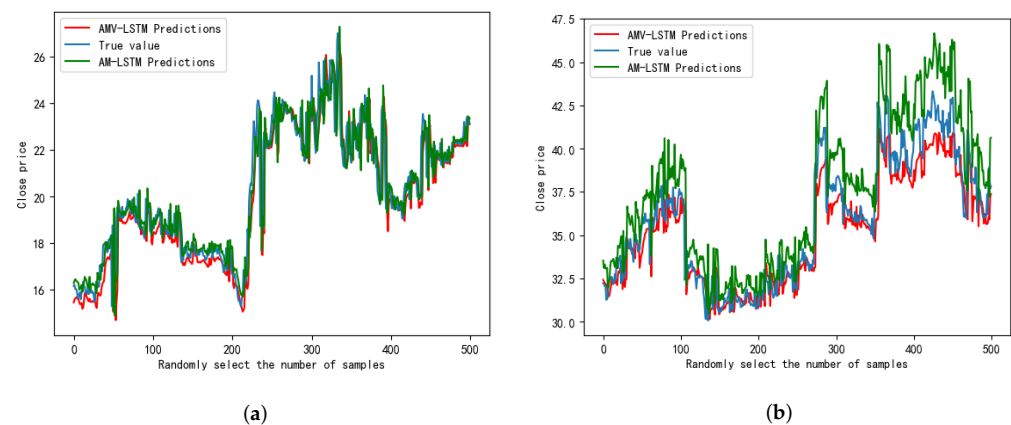 AMV-LSTM Predictions
True value
AM-LSTM Predictions
Close price
26
24
22
20
18
16
0
100
200
300
400
500
Randomly select the number of samples
(a)
AMV-LSTM Predictions
True value
AM-LSTM Predictions
Close price
47.5
45.0
42.5
40.0
37.5
35.0
32.5
30.0
0
100
200
300
400
500
Randomly select the number of samples
(b)